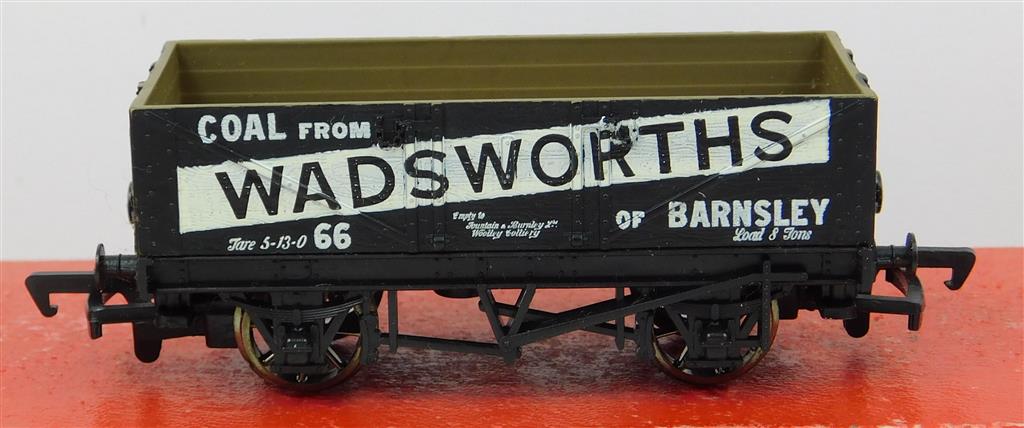 COAL FROM
WADSWORTHS
OF BARNSLEY
Tare 5-13-0 66
Empty to
Fountain & Burnley Ld.
Woolley Colliery
Load 8 Tons